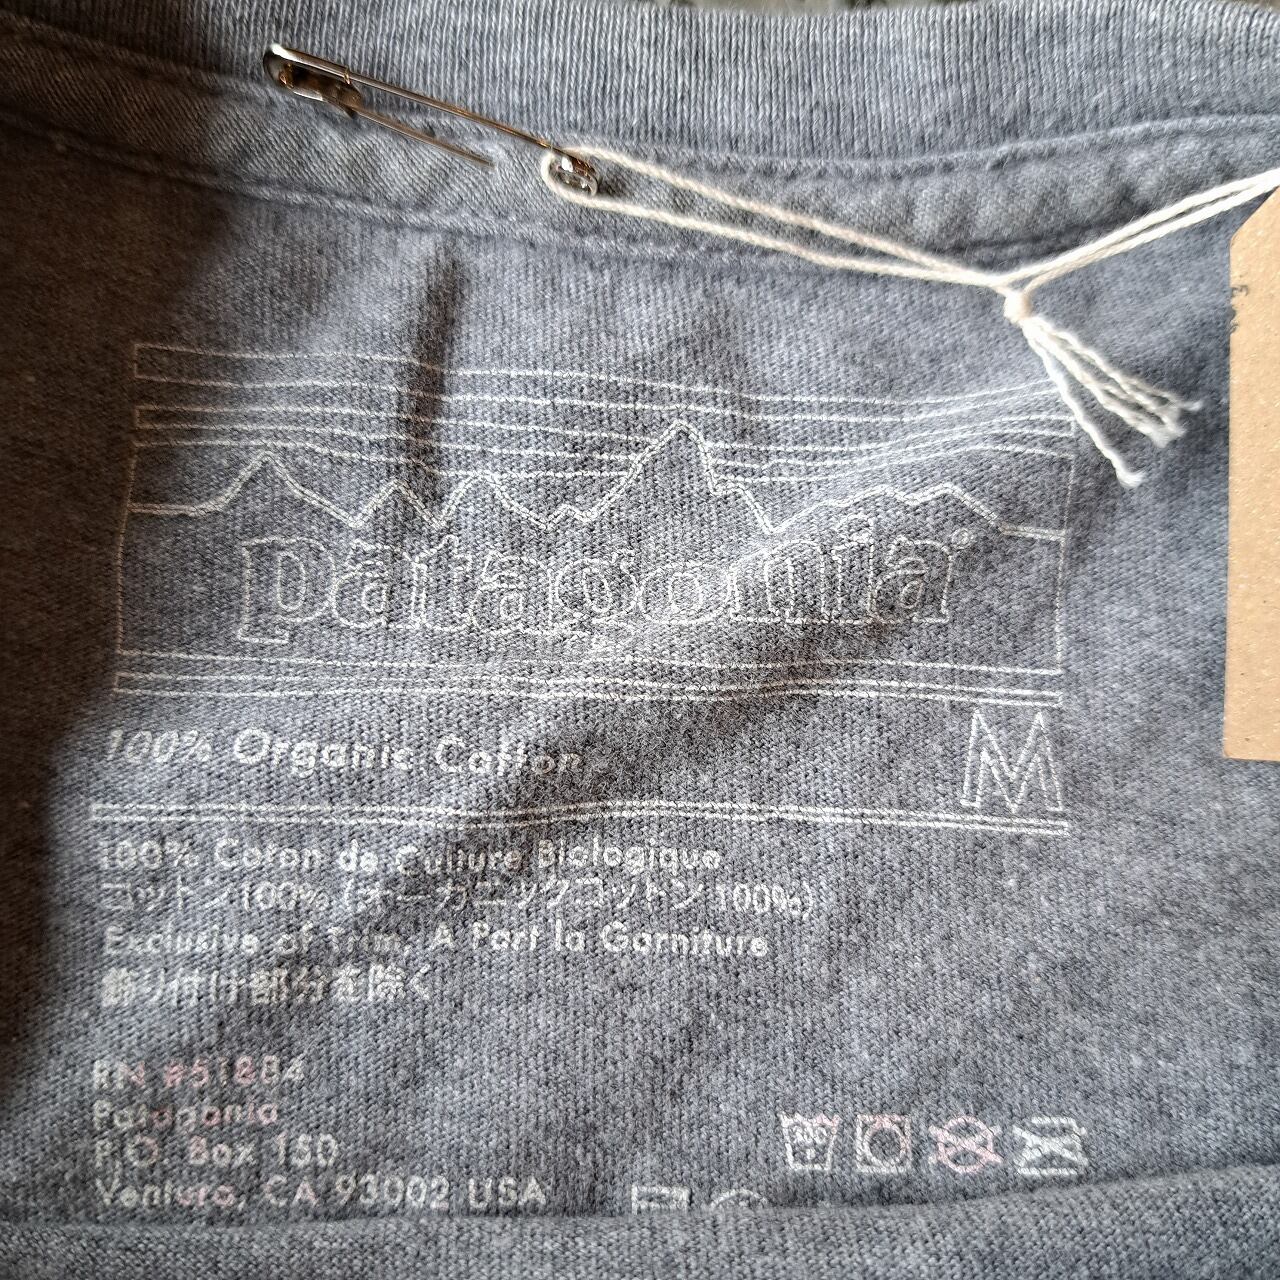 patagonia®
100% Organic Cotton
M
100% Coton de Culture Biologique
コットン100% (オーガニックコットン100%)
Exclusive of Trim, A Part la Garniture
飾り付け部分を除く
RN #51884
Patagonia
P.O. Box 150
Ventura, CA 93002 USA